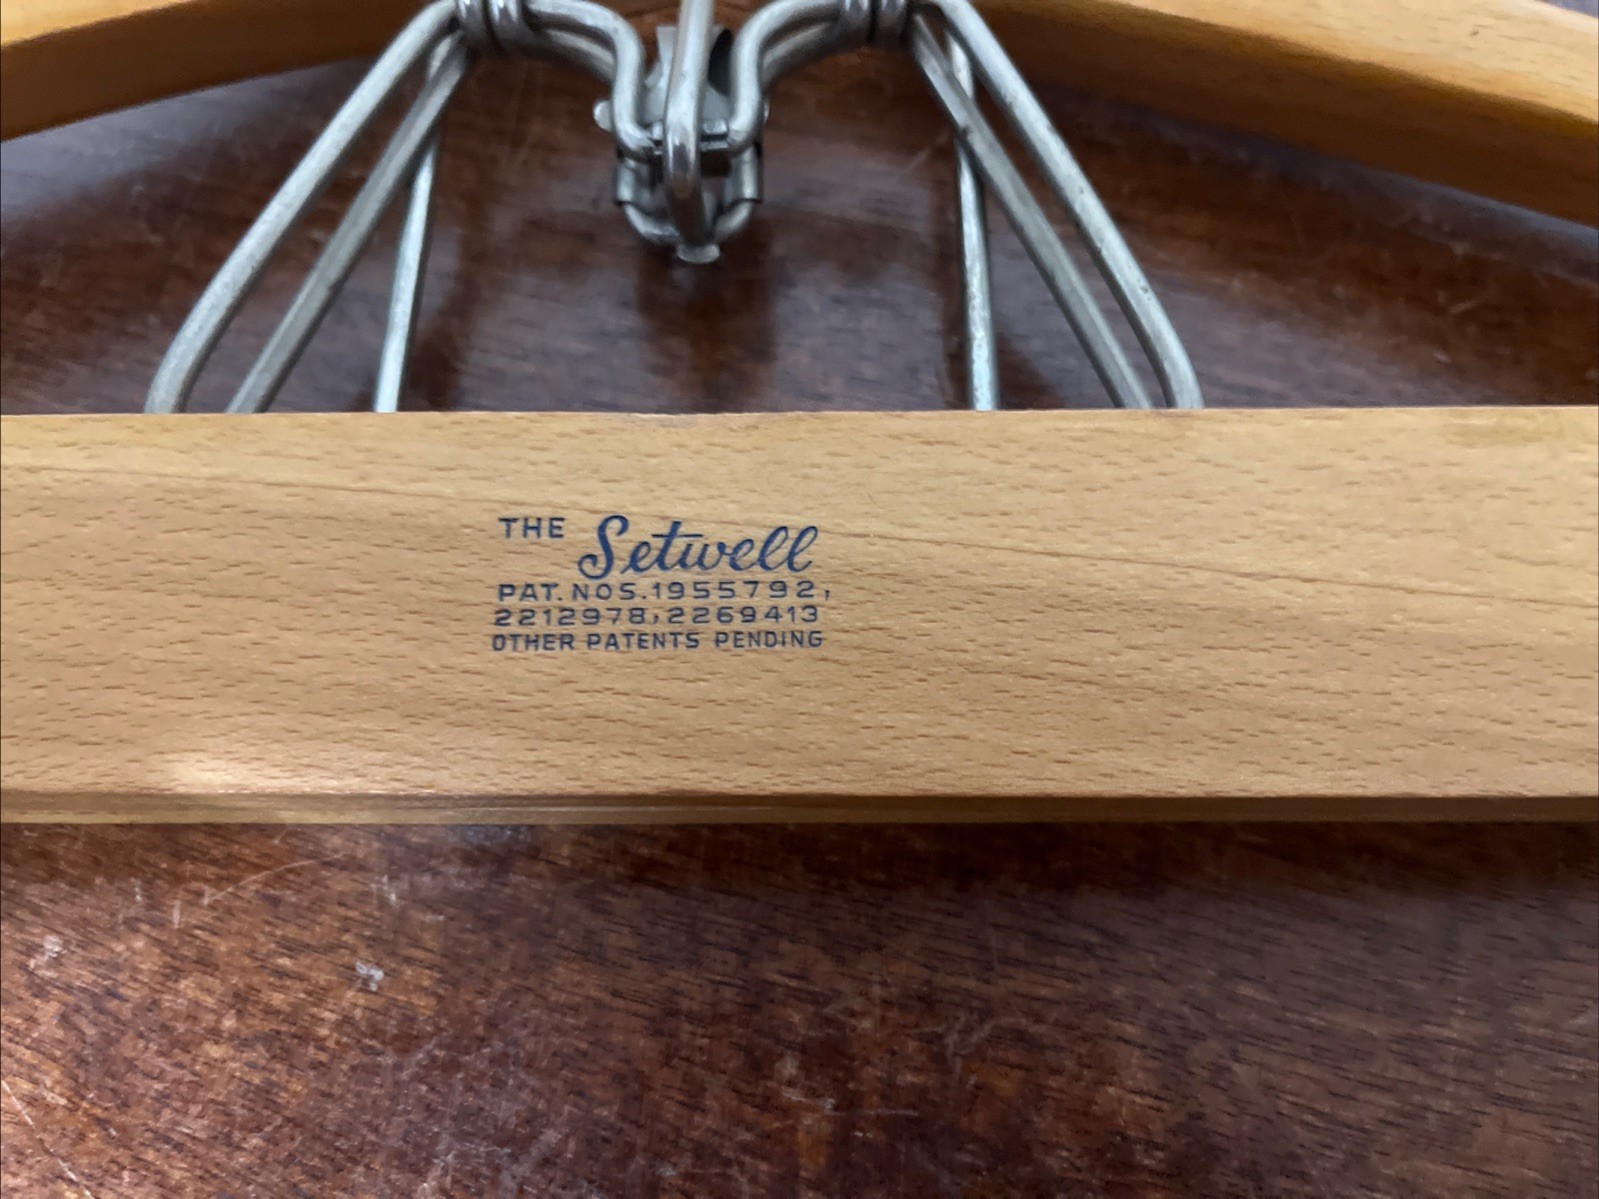 THE Setwell
PAT. NOS. 1955792,
2212978, 2269413
OTHER PATENTS PENDING